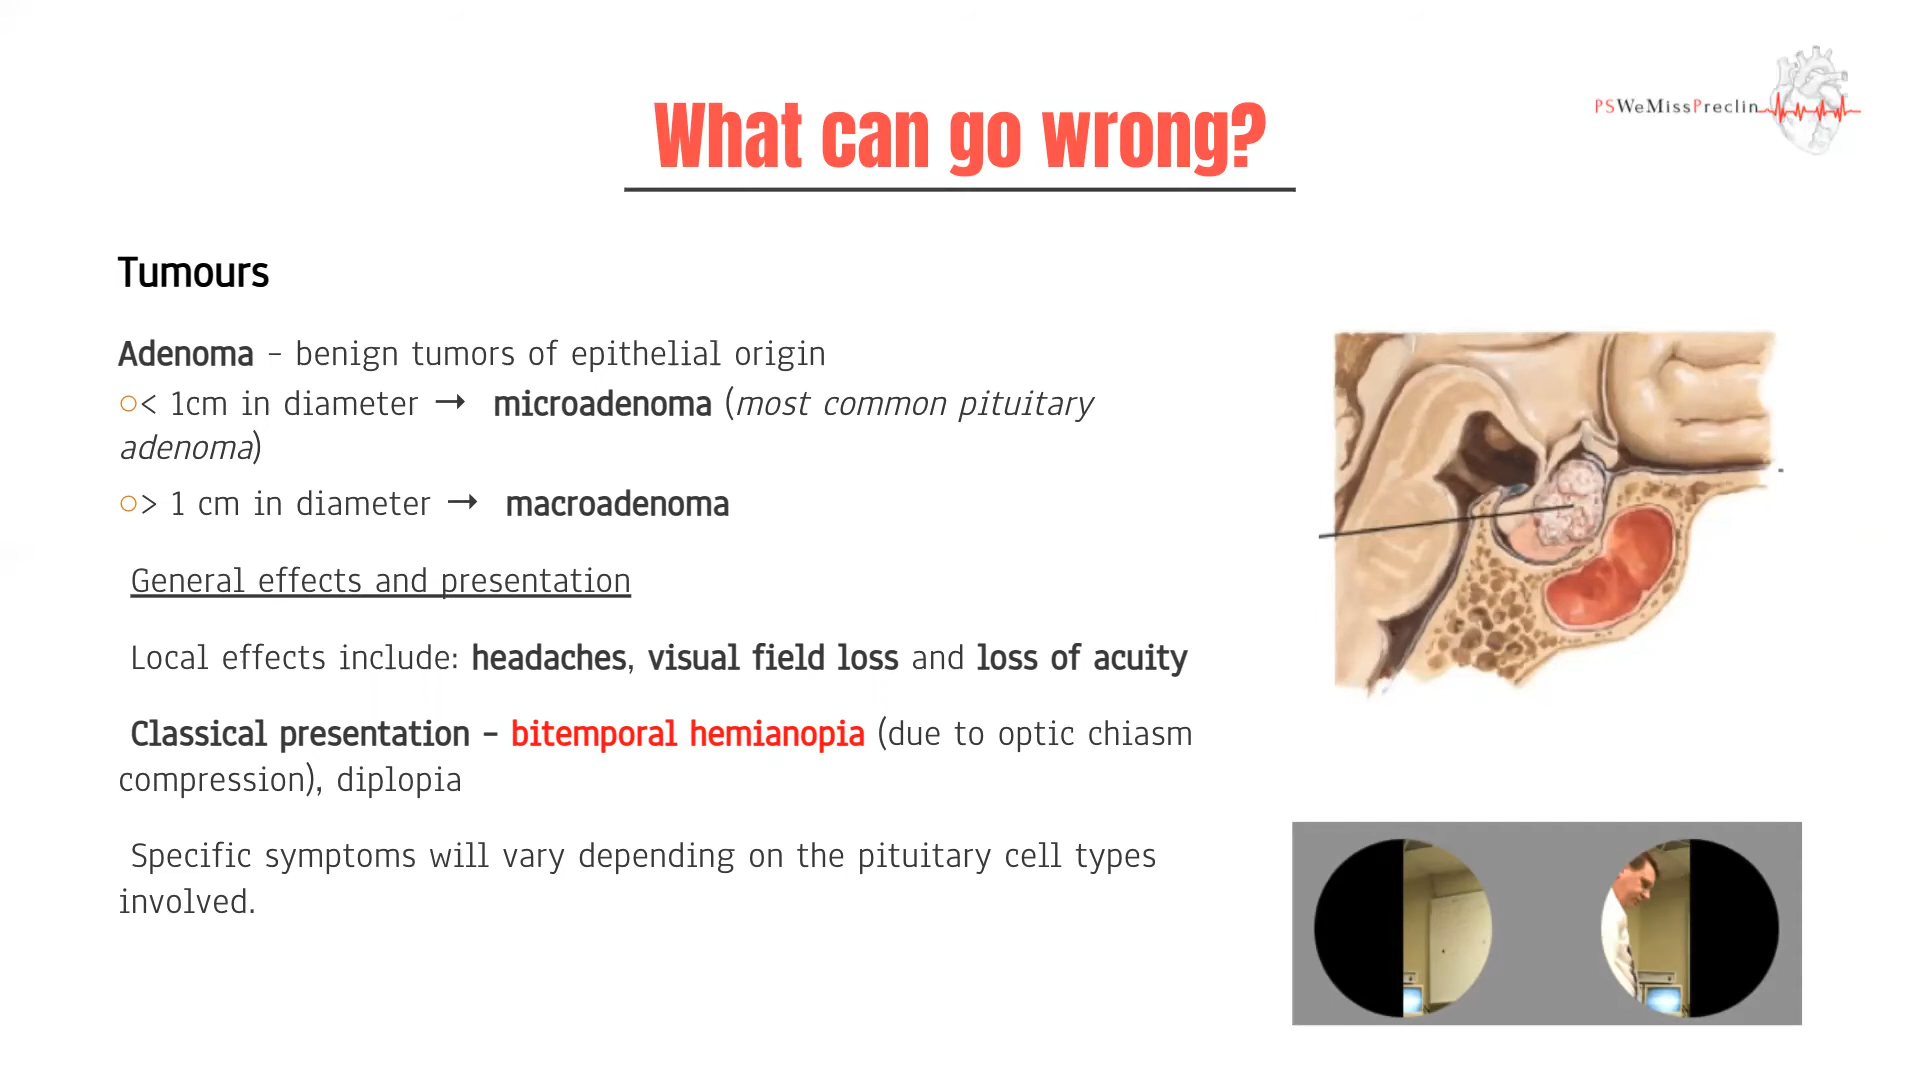 PSWeMissPreclin
What can go wrong?
Tumours
Adenoma – benign tumors of epithelial origin
○< 1cm in diameter → microadenoma (most common pituitary
adenoma)
○> 1 cm in diameter → macroadenoma
General effects and presentation
Local effects include: headaches, visual field loss and loss of acuity
Classical presentation – bitemporal hemianopia (due to optic chiasm
compression), diplopia
Specific symptoms will vary depending on the pituitary cell types
involved.